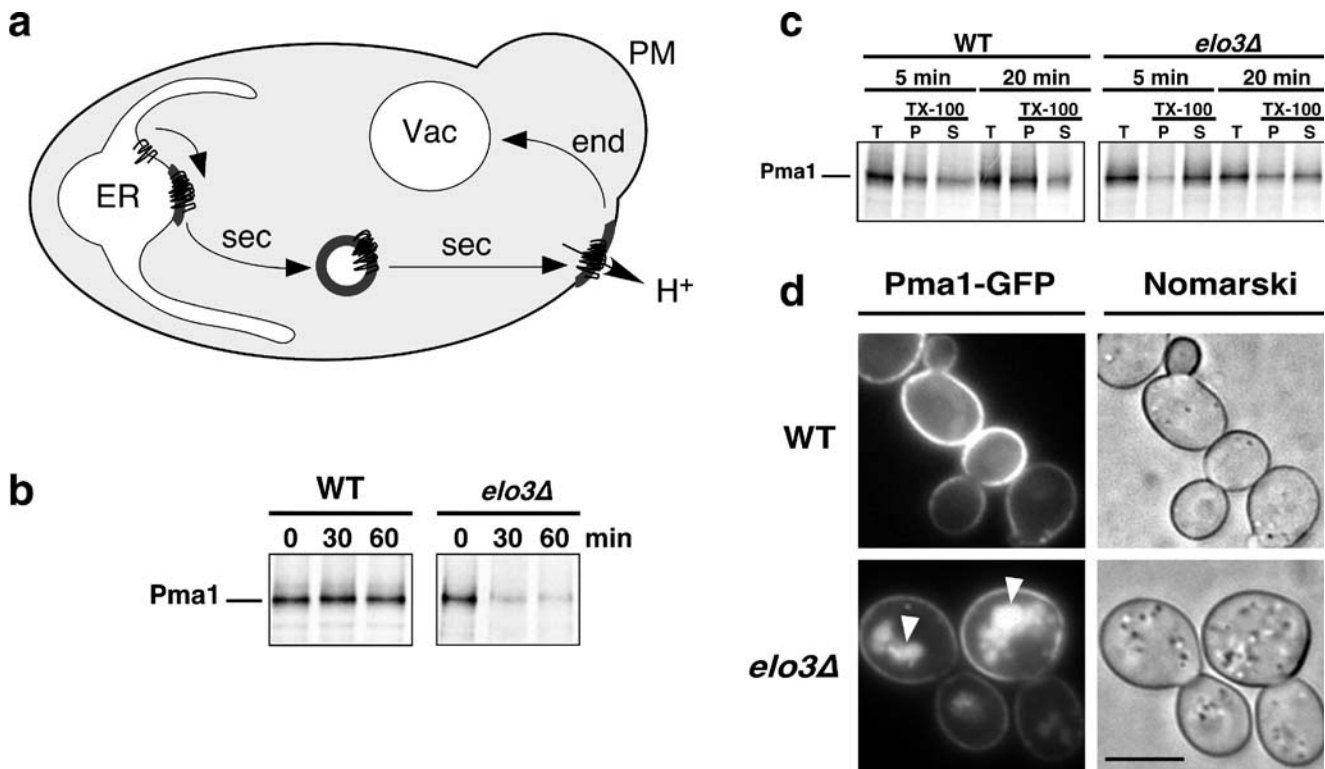 a
PM
Vac
end
ER
sec
sec
H⁺
b
WT
elo3Δ
0 30 60
0 30 60
min
Pma1
c
WT
elo3Δ
5 min
20 min
5 min
20 min
TX-100
TX-100
TX-100
TX-100
T P S T P S
T P S T P S
Pma1
d
Pma1-GFP
Nomarski
WT
elo3Δ